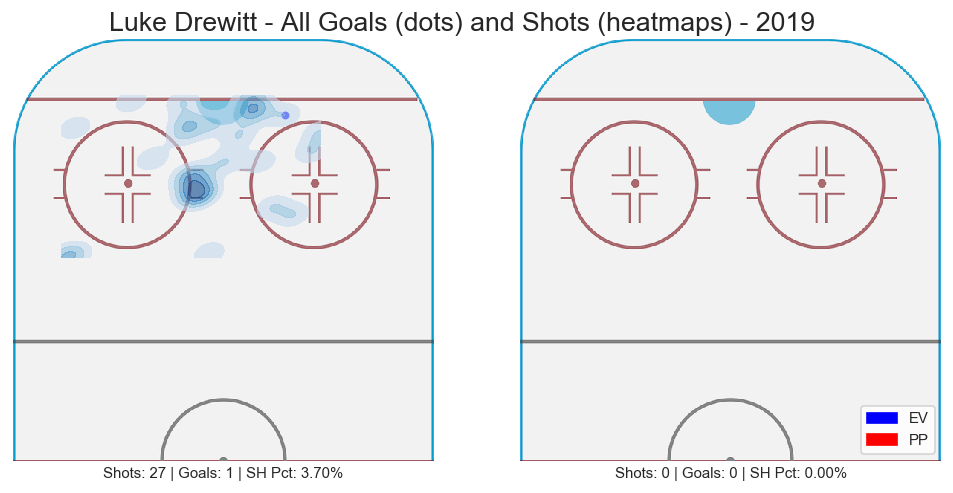 Luke Drewitt - All Goals (dots) and Shots (heatmaps) - 2019
EV
PP
Shots: 27 | Goals: 1 | SH Pct: 3.70%
Shots: 0 | Goals: 0 | SH Pct: 0.00%